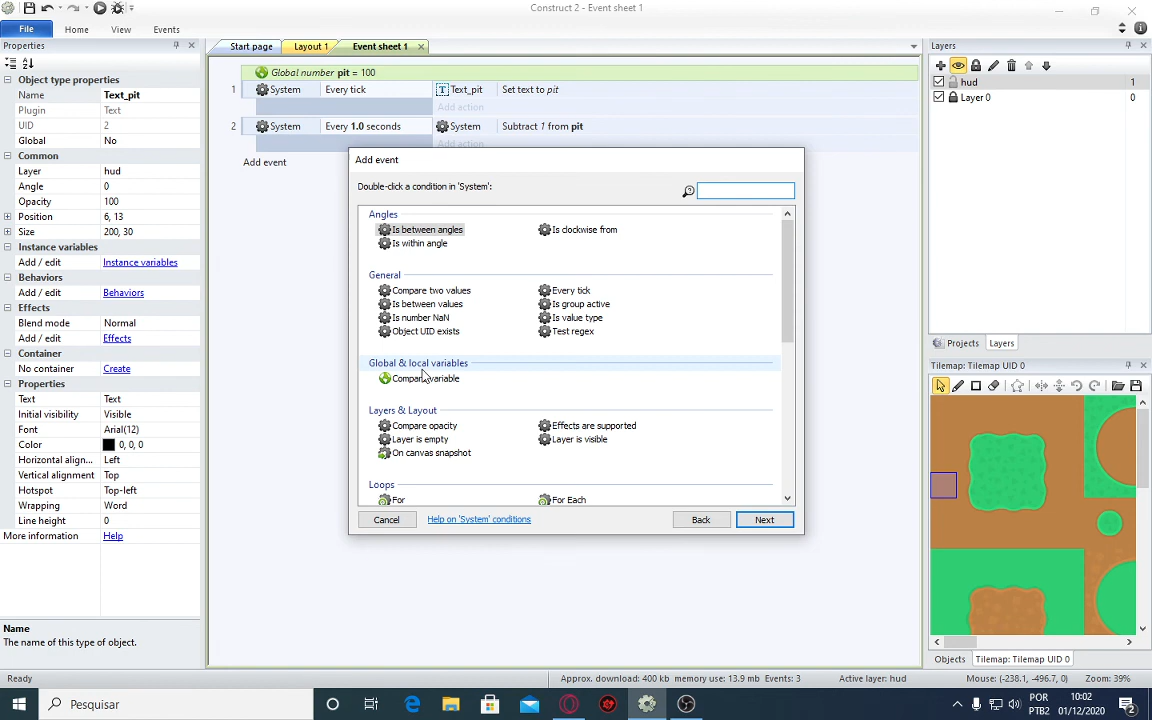 Construct 2 - Event sheet 1
File Home View Events
Properties
Object type properties
Name Text_pit
Plugin Text
UID 2
Global No
Common
Layer hud
Angle 0
Opacity 100
Position 6, 13
Size 200, 30
Instance variables
Add / edit Instance variables
Behaviors
Add / edit Behaviors
Effects
Blend mode Normal
Add / edit Effects
Container
No container Create
Properties
Text Text
Initial visibility Visible
Font Arial(12)
Color 0, 0, 0
Horizontal align... Left
Vertical alignment Top
Hotspot Top-left
Wrapping Word
Line height 0
More information Help
Name
The name of this type of object.
Start page Layout 1 Event sheet 1
Global number pit = 100
1 System Every tick Text_pit Set text to pit
Add action
2 System Every 1.0 seconds System Subtract 1 from pit
Add action
Add event
Add event
Double-click a condition in 'System':
Angles
Is between angles Is clockwise from
Is within angle
General
Compare two values Every tick
Is between values Is group active
Is number NaN Is value type
Object UID exists Test regex
Global & local variables
Compare variable
Layers & Layout
Compare opacity Effects are supported
Layer is empty Layer is visible
On canvas snapshot
Loops
For For Each
Cancel Help on 'System' conditions Back Next
Layers
hud 1
Layer 0 0
Projects Layers
Tilemap: Tilemap UID 0
Objects Tilemap: Tilemap UID 0
Ready Approx. download: 400 kb memory use: 13.9 mb Events: 3 Active layer: hud Mouse: (-238.1, -496.7, 0) Zoom: 39%
Pesquisar
POR
PTB2
10:02
01/12/2020
2